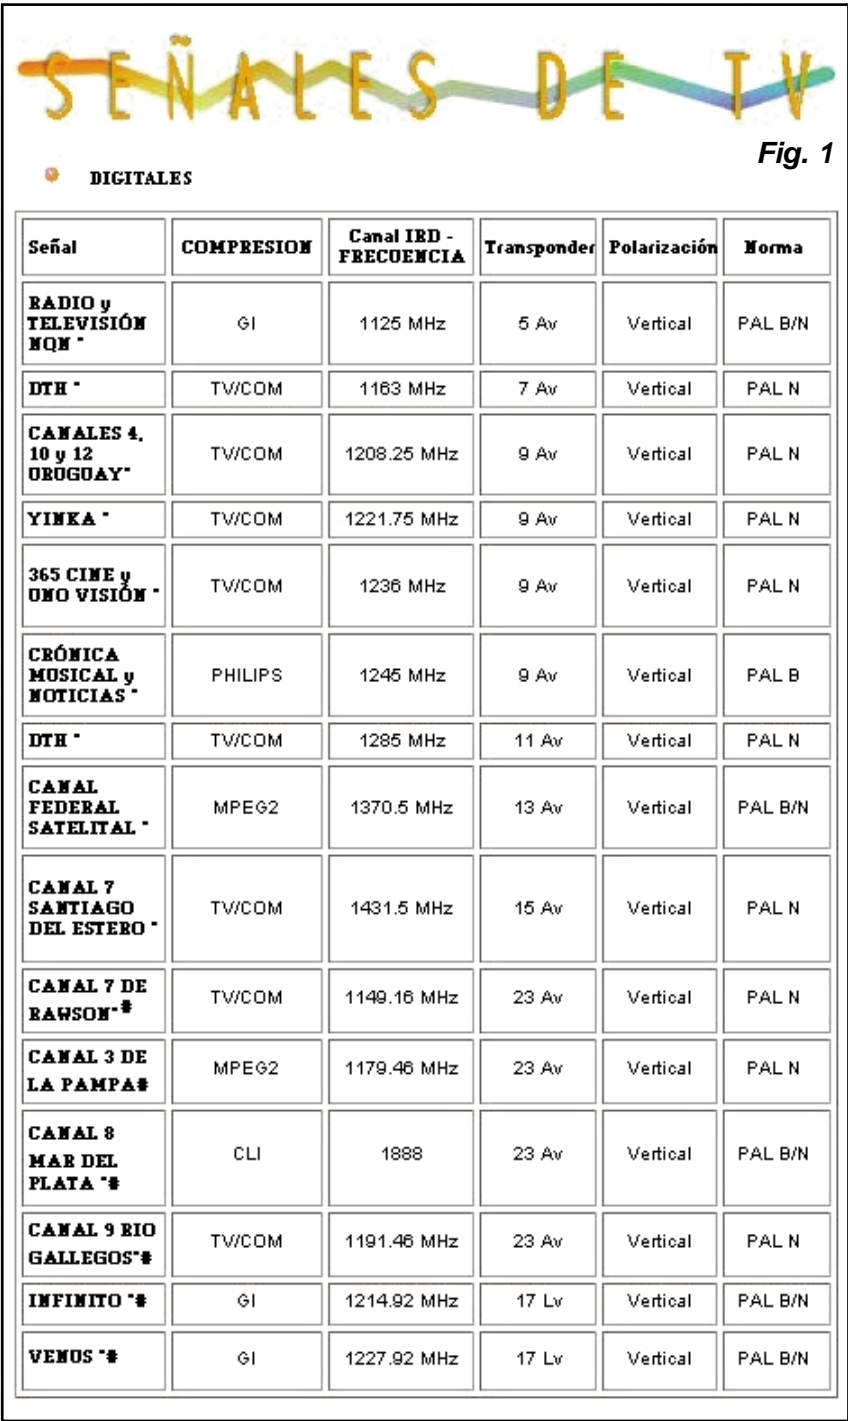 SEÑALES DE TV
Fig. 1
DIGITALES
Señal COMPRESION Canal IRD - FRECUENCIA Transponder Polarización Norma
RADIO y TELEVISIÓN NQN * GI 1125 MHz 5 Av Vertical PAL B/N
DTH * TV/COM 1163 MHz 7 Av Vertical PAL N
CANALES 4, 10 y 12 URUGUAY* TV/COM 1208.25 MHz 9 Av Vertical PAL N
YINKA * TV/COM 1221.75 MHz 9 Av Vertical PAL N
365 CINE y UNO VISIÓN * TV/COM 1236 MHz 9 Av Vertical PAL N
CRÓNICA MUSICAL y NOTICIAS * PHILIPS 1245 MHz 9 Av Vertical PAL B
DTH * TV/COM 1285 MHz 11 Av Vertical PAL N
CANAL FEDERAL SATELITAL * MPEG2 1370.5 MHz 13 Av Vertical PAL B/N
CANAL 7 SANTIAGO DEL ESTERO * TV/COM 1431.5 MHz 15 Av Vertical PAL N
CANAL 7 DE RAWSON*# TV/COM 1149.16 MHz 23 Av Vertical PAL N
CANAL 3 DE LA PAMPA# MPEG2 1179.46 MHz 23 Av Vertical PAL N
CANAL 8 MAR DEL PLATA *# CLI 1888 23 Av Vertical PAL B/N
CANAL 9 RIO GALLEGOS*# TV/COM 1191.46 MHz 23 Av Vertical PAL N
INFINITO *# GI 1214.92 MHz 17 Lv Vertical PAL B/N
VENUS *# GI 1227.92 MHz 17 Lv Vertical PAL B/N